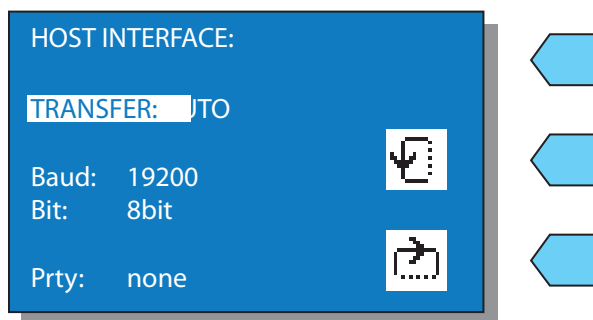 HOST INTERFACE:
TRANSFER: UTO
Baud: 19200
Bit: 8bit
Prty: none